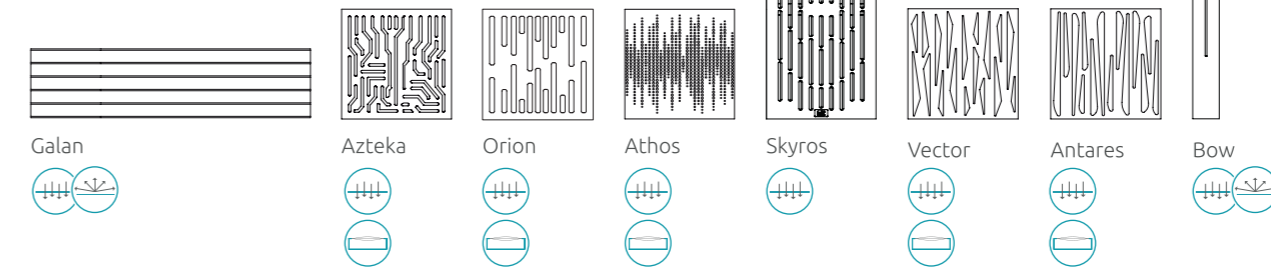 Galan
Azteka
Orion
Athos
Skyros
Vector
Antares
Bow